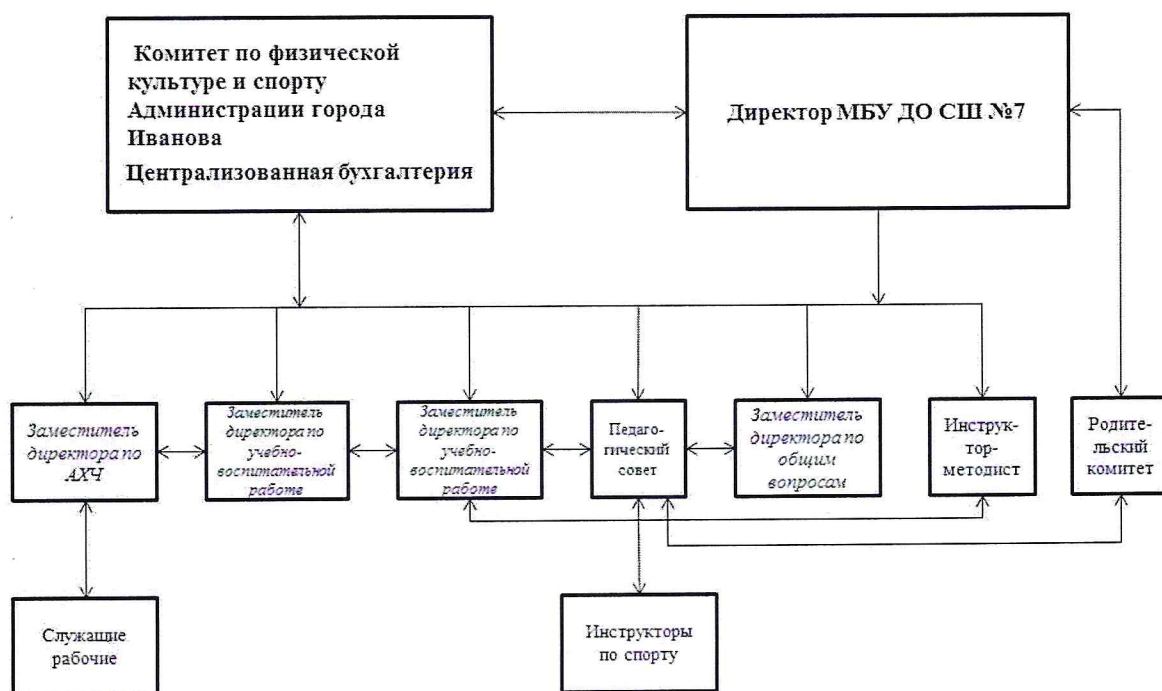 Комитет по физической
культуре и спорту
Администрации города
Иванова
Централизованная бухгалтерия
Директор МБУ ДО СШ №7
Заместитель
директора по
АХЧ
Заместитель
директора по
учебно-
воспитательной
работе
Заместитель
директора по
учебно-
воспитательной
работе
Педаго-
гический
совет
Заместитель
директора по
общим
вопросам
Инструк-
тор-
методист
Родите-
льский
комитет
Служащие
рабочие
Инструкторы
по спорту